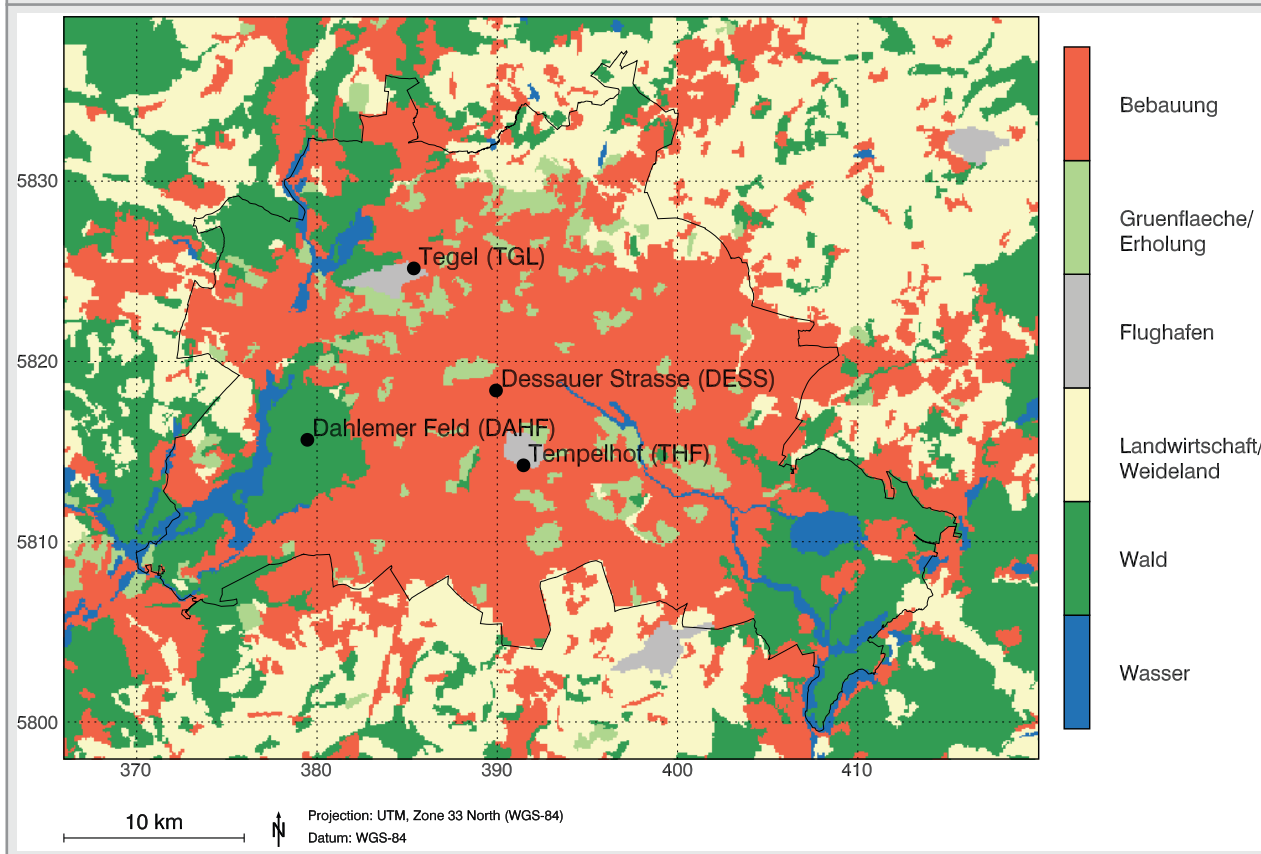 Bebauung
Gruenflaeche/
Erholung
Flughafen
Landwirtschaft/
Weideland
Wald
Wasser
5830
5820
5810
5800
Tegel (TGL)
Dessauer Strasse (DESS)
Dahlemer Feld (DAHF)
Tempelhof (THF)
370
380
390
400
410
10 km
N
Projection: UTM, Zone 33 North (WGS-84)
Datum: WGS-84